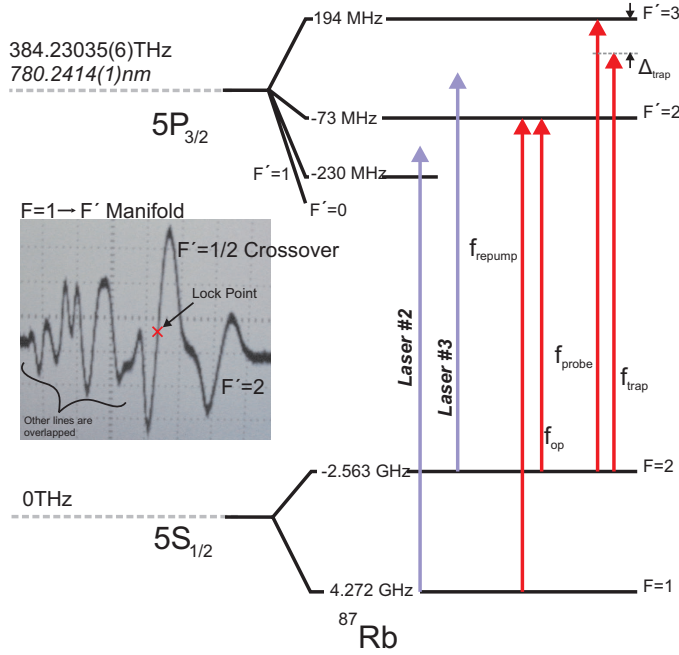 194 MHz
F´=3
384.23035(6)THz
780.2414(1)nm
Δtrap
5P3/2
-73 MHz
F´=2
F´=1
-230 MHz
F´=0
F=1→F´ Manifold
F´=1/2 Crossover
Lock Point
F´=2
Other lines are
overlapped
frepump
Laser #2
Laser #3
fprobe
ftrap
fop
-2.563 GHz
F=2
0THz
5S1/2
4.272 GHz
F=1
87Rb